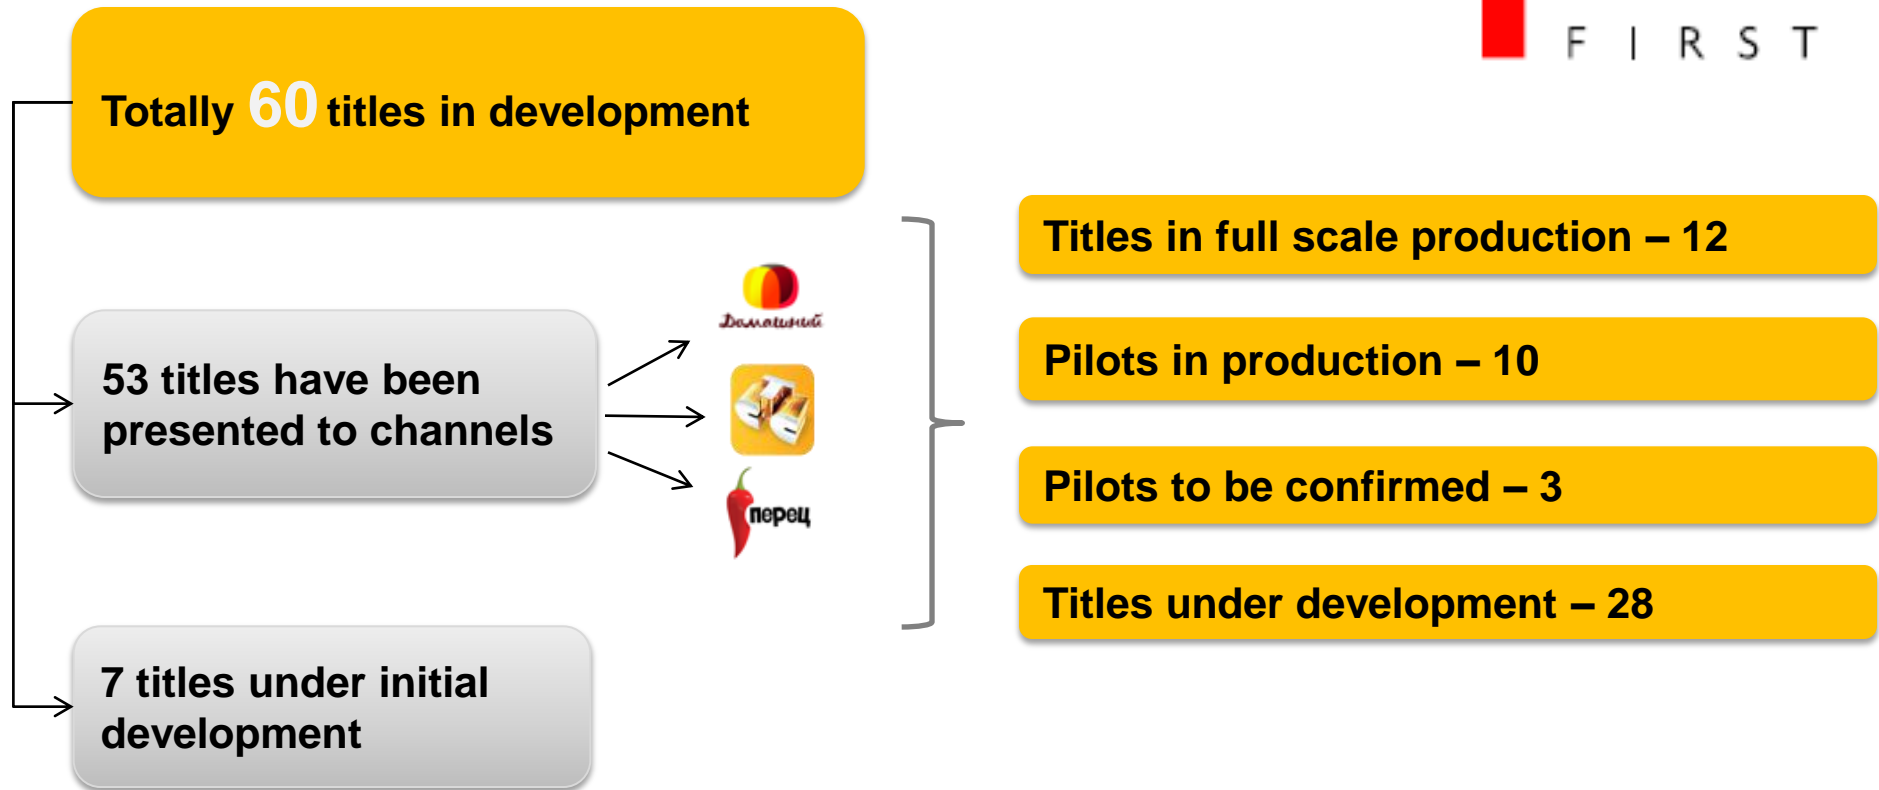 FIRST
Totally 60 titles in development
53 titles have been
presented to channels
7 titles under initial
development
Домашний
СТС
перец
Titles in full scale production – 12
Pilots in production – 10
Pilots to be confirmed – 3
Titles under development – 28